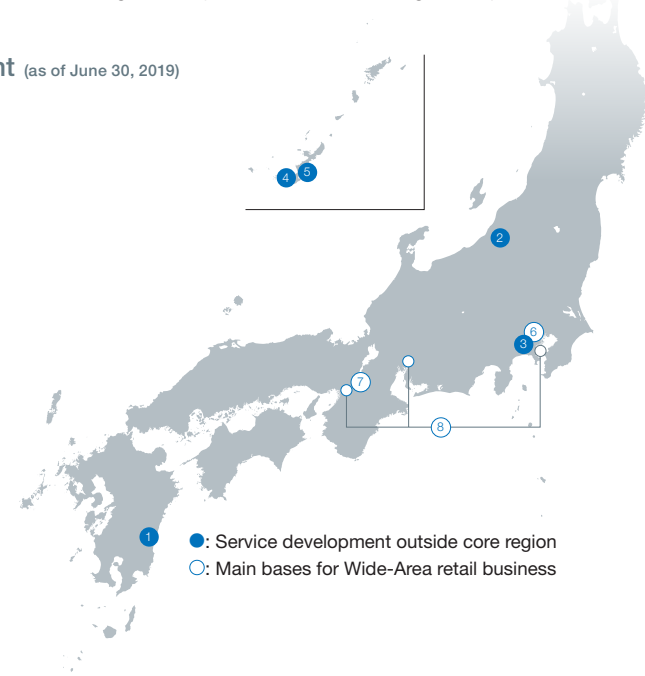 nt (as of June 30, 2019)
4
5
2
6
3
7
8
1
: Service development outside core region
: Main bases for Wide-Area retail business